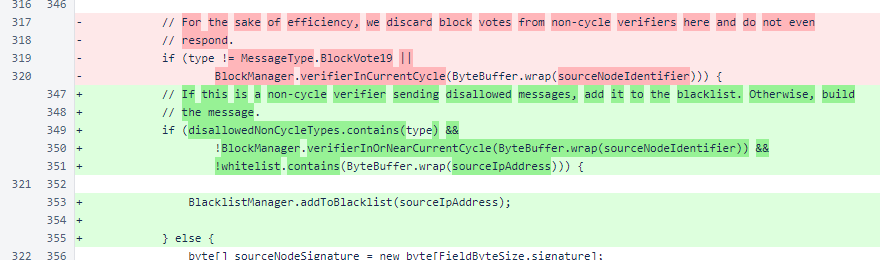 316 346
317 - // For the sake of efficiency, we discard block votes from non-cycle verifiers here and do not even
318 - // respond.
319 - if (type != MessageType.BlockVote19 ||
320 - BlockManager.verifierInCurrentCycle(ByteBuffer.wrap(sourceNodeIdentifier))) {
347 + // If this is a non-cycle verifier sending disallowed messages, add it to the blacklist. Otherwise, build
348 + // the message.
349 + if (disallowedNonCycleTypes.contains(type) &&
350 + !BlockManager.verifierInOrNearCurrentCycle(ByteBuffer.wrap(sourceNodeIdentifier)) &&
351 + !whitelist.contains(ByteBuffer.wrap(sourceIpAddress))) {
321 352
353 + BlacklistManager.addToBlacklist(sourceIpAddress);
354 +
355 + } else {
322 356 byte[] sourceNodeSignature = new byte[FieldByteSize.signature];